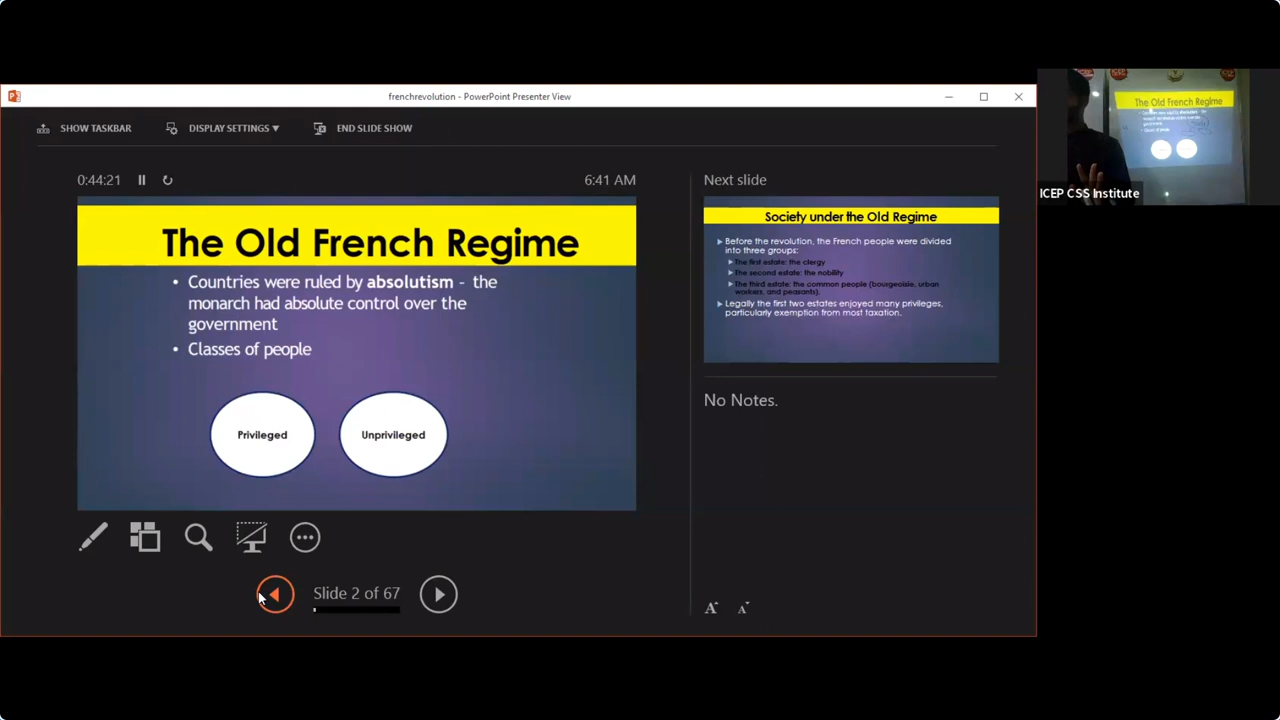 frenchrevolution - PowerPoint Presenter View
SHOW TASKBAR
DISPLAY SETTINGS ▼
END SLIDE SHOW
0:44:21
6:41 AM
The Old French Regime
• Countries were ruled by absolutism - the
monarch had absolute control over the
government
• Classes of people
Privileged
Unprivileged
Slide 2 of 67
Next slide
Society under the Old Regime
Before the revolution, the French people were divided
into three groups:
The first estate: the clergy
The second estate: the nobility
The third estate: the common people (bourgeoisie, urban
workers, and peasants).
Legally the first two estates enjoyed many privileges,
particularly exemption from most taxation.
No Notes.
A A
The Old French Regime
ICEP CSS Institute